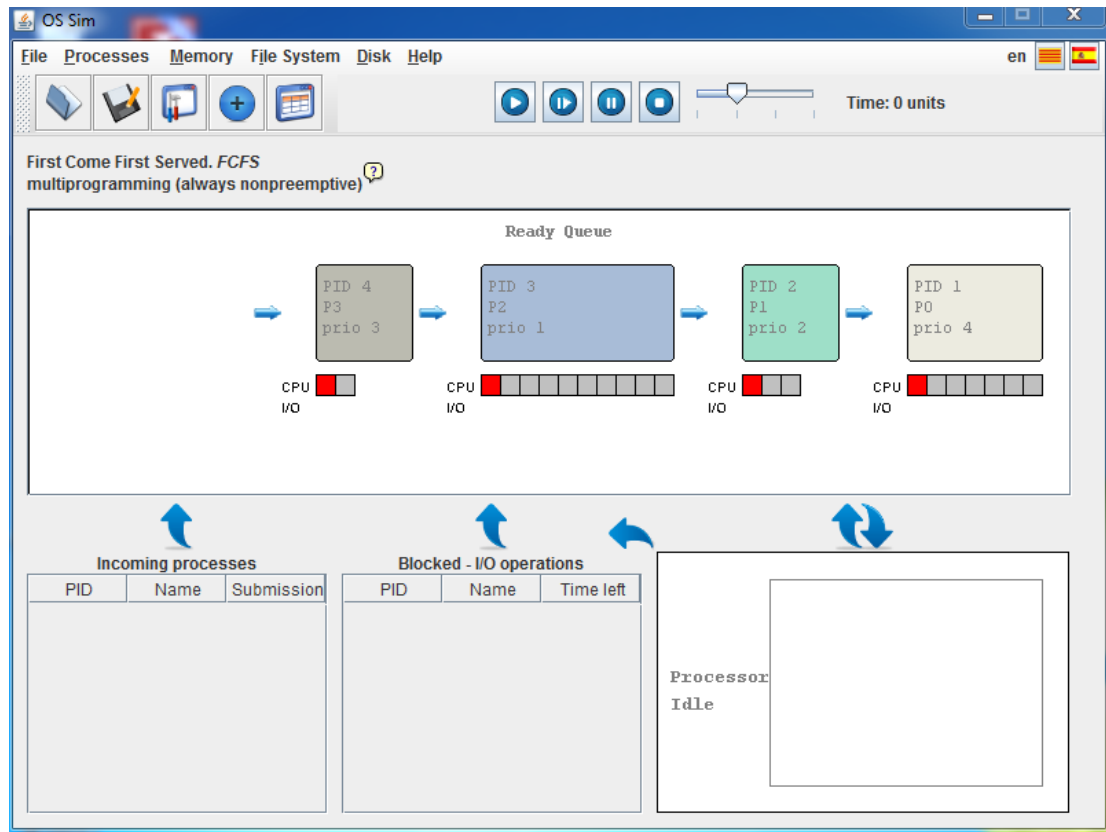 OS Sim
File Processes Memory File System Disk Help en
Time: 0 units
First Come First Served. FCFS
multiprogramming (always nonpreemptive) ?
Ready Queue
PID 4 PID 3 PID 2 PID 1
P3 P2 P1 P0
prio 3 prio 1 prio 2 prio 4
CPU CPU CPU CPU
I/O I/O I/O I/O
Incoming processes Blocked - I/O operations
PID Name Submission PID Name Time left
Processor
Idle